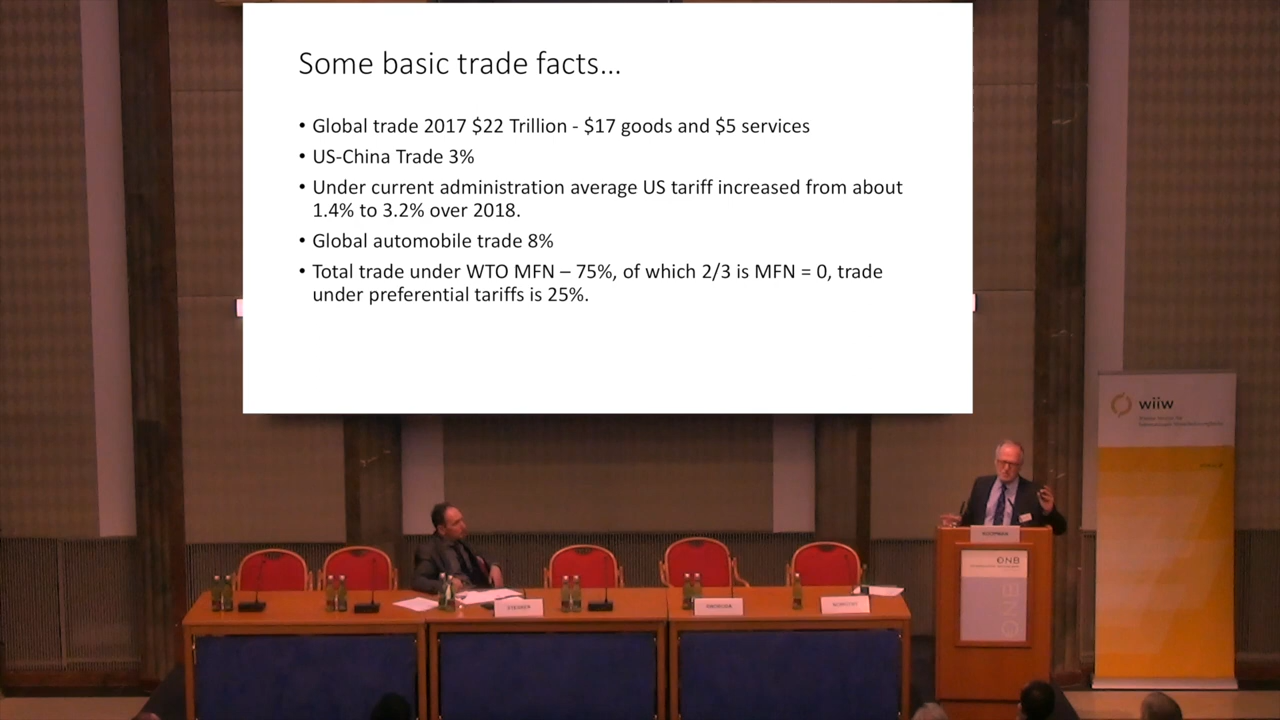 Some basic trade facts...
• Global trade 2017 $22 Trillion - $17 goods and $5 services
• US-China Trade 3%
• Under current administration average US tariff increased from about
1.4% to 3.2% over 2018.
• Global automobile trade 8%
• Total trade under WTO MFN – 75%, of which 2/3 is MFN = 0, trade
under preferential tariffs is 25%.
wiiw
KOOPMAN